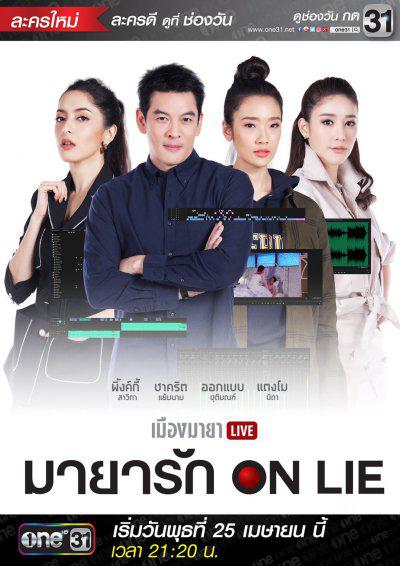 ละครใหม่ ละครดี ดูที่ ช่องวัน
ดูช่องวัน กด 31
www.one31.net one31
พิ้งค์กี้ ชาคริต ออกแบบ แตงโม
สาวิกา แย้มนาม ชุติมณฑน์ นิดา
เมืองมายา LIVE
มายารัก ON LIE
one 31
เริ่มวันพุธที่ 25 เมษายน นี้
เวลา 21:20 น.